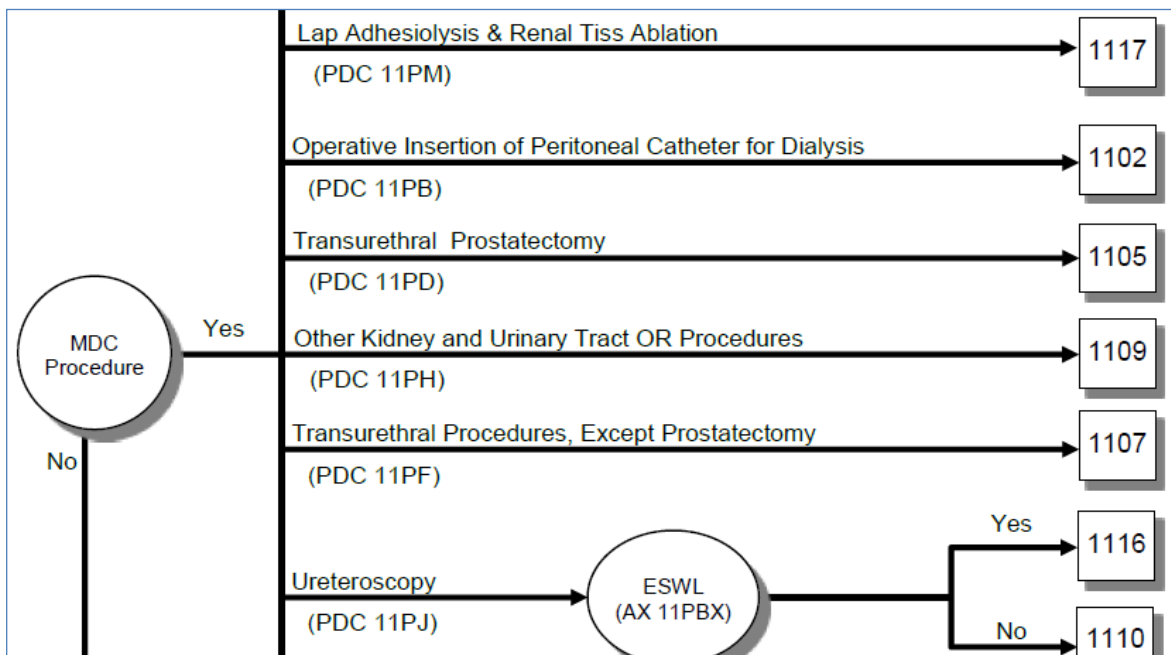 Lap Adhesiolysis & Renal Tiss Ablation
(PDC 11PM)
1117
Operative Insertion of Peritoneal Catheter for Dialysis
(PDC 11PB)
1102
Transurethral Prostatectomy
(PDC 11PD)
1105
MDC
Procedure
Yes
Other Kidney and Urinary Tract OR Procedures
(PDC 11PH)
1109
No
Transurethral Procedures, Except Prostatectomy
(PDC 11PF)
1107
Ureteroscopy
(PDC 11PJ)
ESWL
(AX 11PBX)
Yes
1116
No
1110